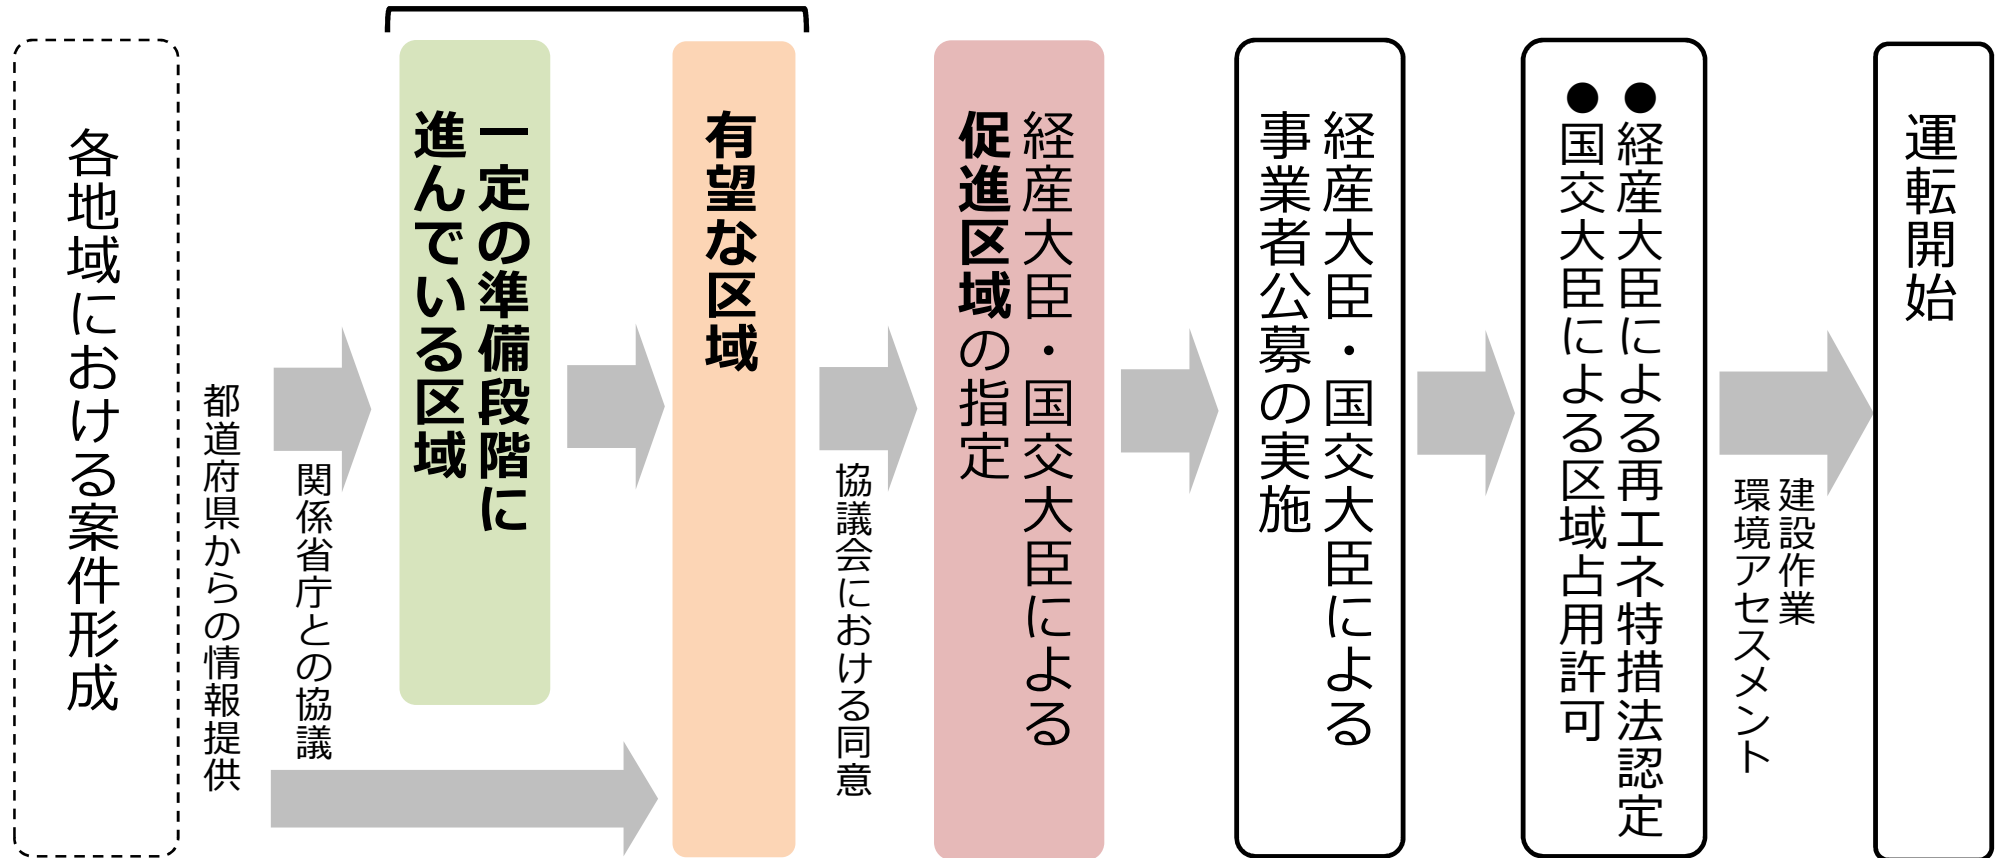 各地域における案件形成
都道府県からの情報提供
関係省庁との協議
一定の準備段階に
進んでいる区域
有望な区域
協議会における同意
経産大臣・国交大臣による
促進区域の指定
経産大臣・国交大臣による
事業者公募の実施
●経産大臣による再エネ特措法認定
●国交大臣による区域占用許可
建設作業
環境アセスメント
運転開始